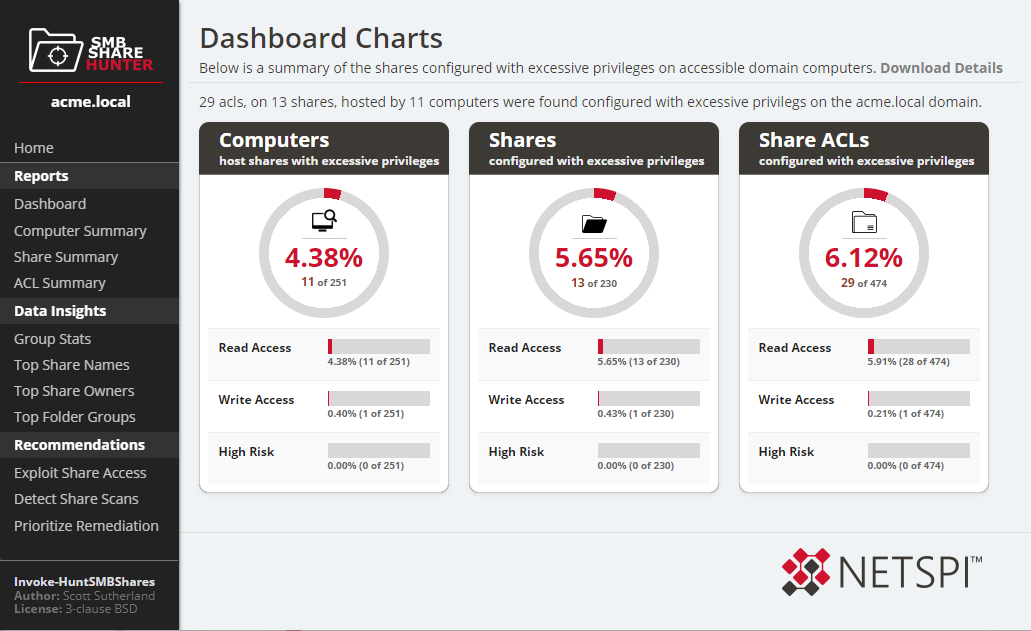 SMB
SHARE
HUNTER
acme.local
Home
Reports
Dashboard
Computer Summary
Share Summary
ACL Summary
Data Insights
Group Stats
Top Share Names
Top Share Owners
Top Folder Groups
Recommendations
Exploit Share Access
Detect Share Scans
Prioritize Remediation
Invoke-HuntSMBShares
Author: Scott Sutherland
License: 3-clause BSD
Dashboard Charts
Below is a summary of the shares configured with excessive privileges on accessible domain computers. Download Details
29 acls, on 13 shares, hosted by 11 computers were found configured with excessive privilegs on the acme.local domain.
Computers
host shares with excessive privileges
4.38%
11 of 251
Read Access
4.38% (11 of 251)
Write Access
0.40% (1 of 251)
High Risk
0.00% (0 of 251)
Shares
configured with excessive privileges
5.65%
13 of 230
Read Access
5.65% (13 of 230)
Write Access
0.43% (1 of 230)
High Risk
0.00% (0 of 230)
Share ACLs
configured with excessive privileges
6.12%
29 of 474
Read Access
5.91% (28 of 474)
Write Access
0.21% (1 of 474)
High Risk
0.00% (0 of 474)
NETSPI™